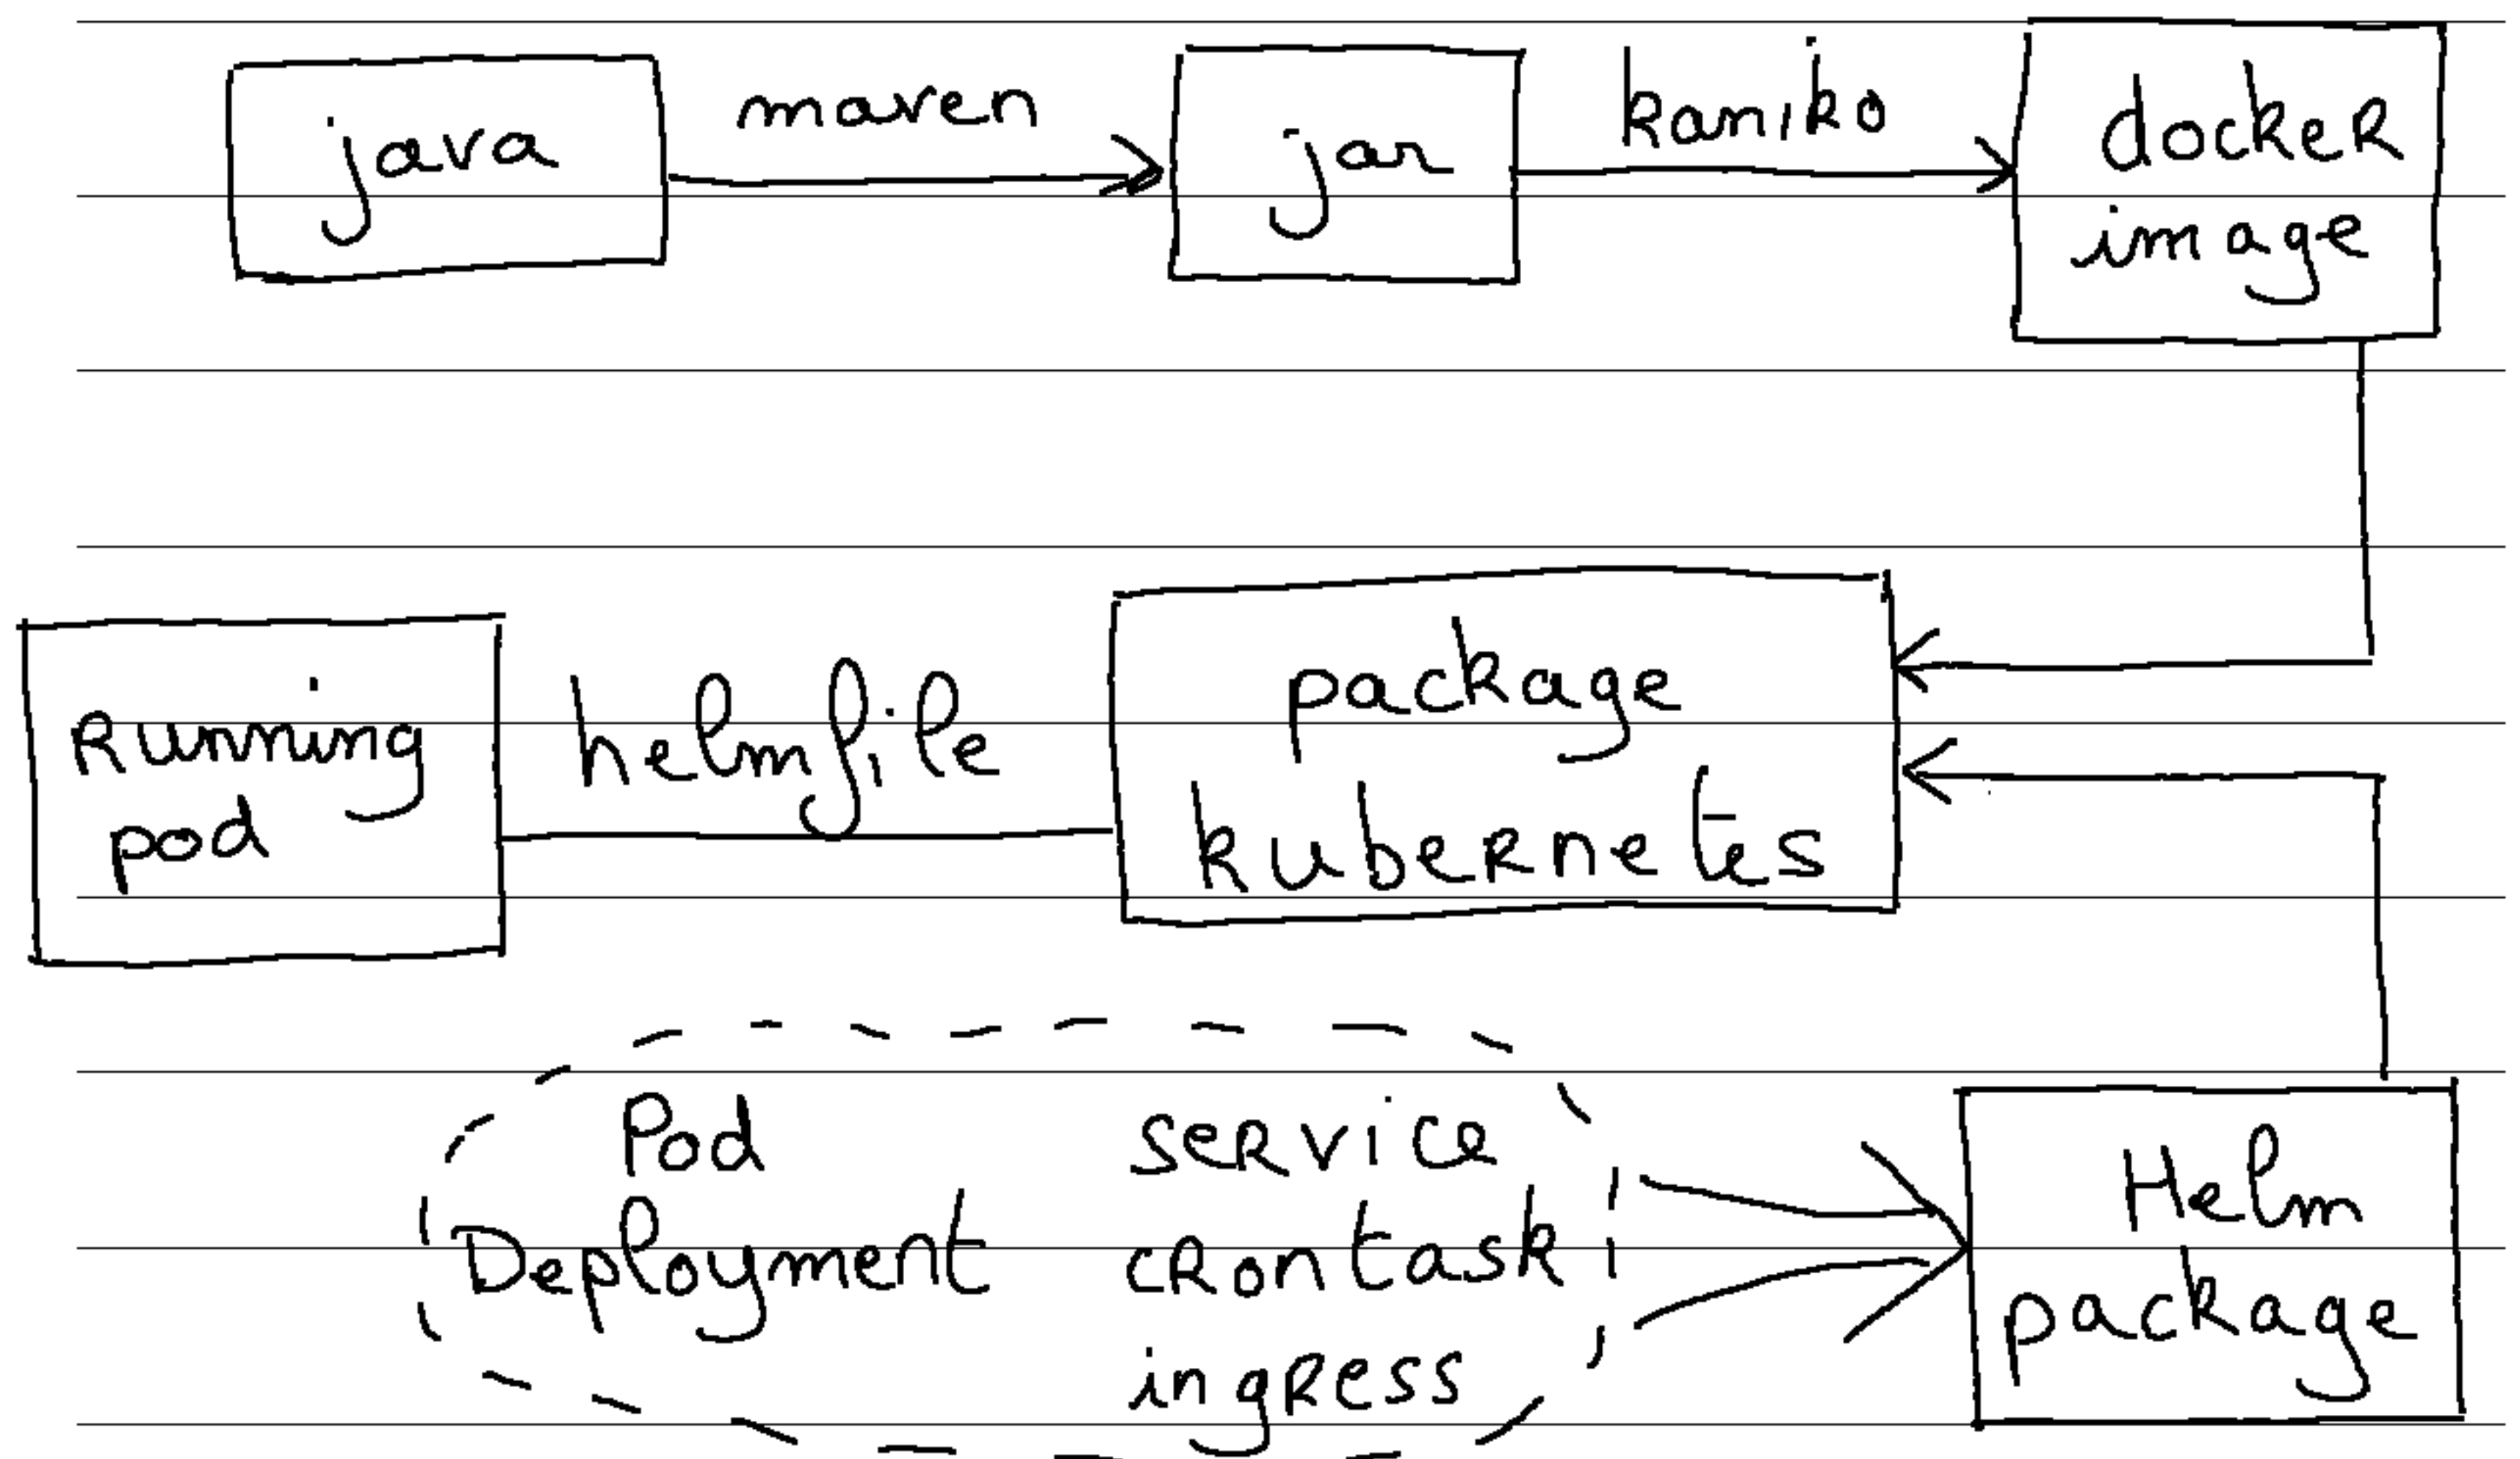 java
maven
jar
kaniko
docker
image
Running
pod
helmfile
package
kubernetes
Pod service
Deployment crontask
ingress
Helm
package